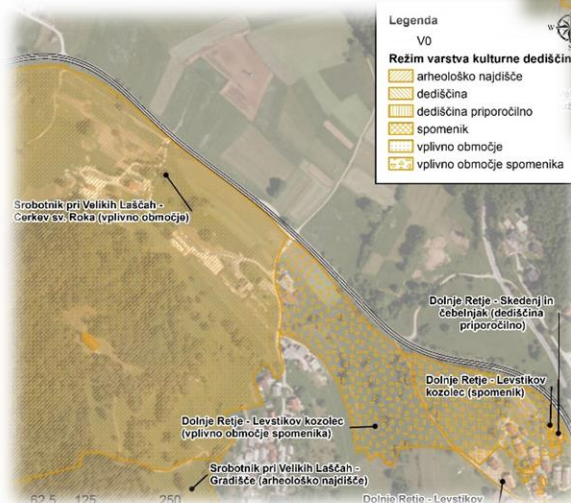 Legenda
W
V0
Režim varstva kulturne dediščin
arheološko najdišče
dediščina
dediščina priporočilno
spomenik
vplivno območje
vplivno območje spomenika
Srobotnik pri Velikih Laščah -
Cerkev sv. Roka (vplivno območje)
Dolnje Retje - Skedenj in
čebelnjak (dediščina
priporočilno)
Dolnje Retje - Levstikov
kozolec (spomenik)
Dolnje Retje - Levstikov kozolec
(vplivno območje spomenika)
Srobotnik pri Velikih Laščah -
Gradišče (arheološko najdišče)
62,5 125 250
Dolnje Retje - Levstikov